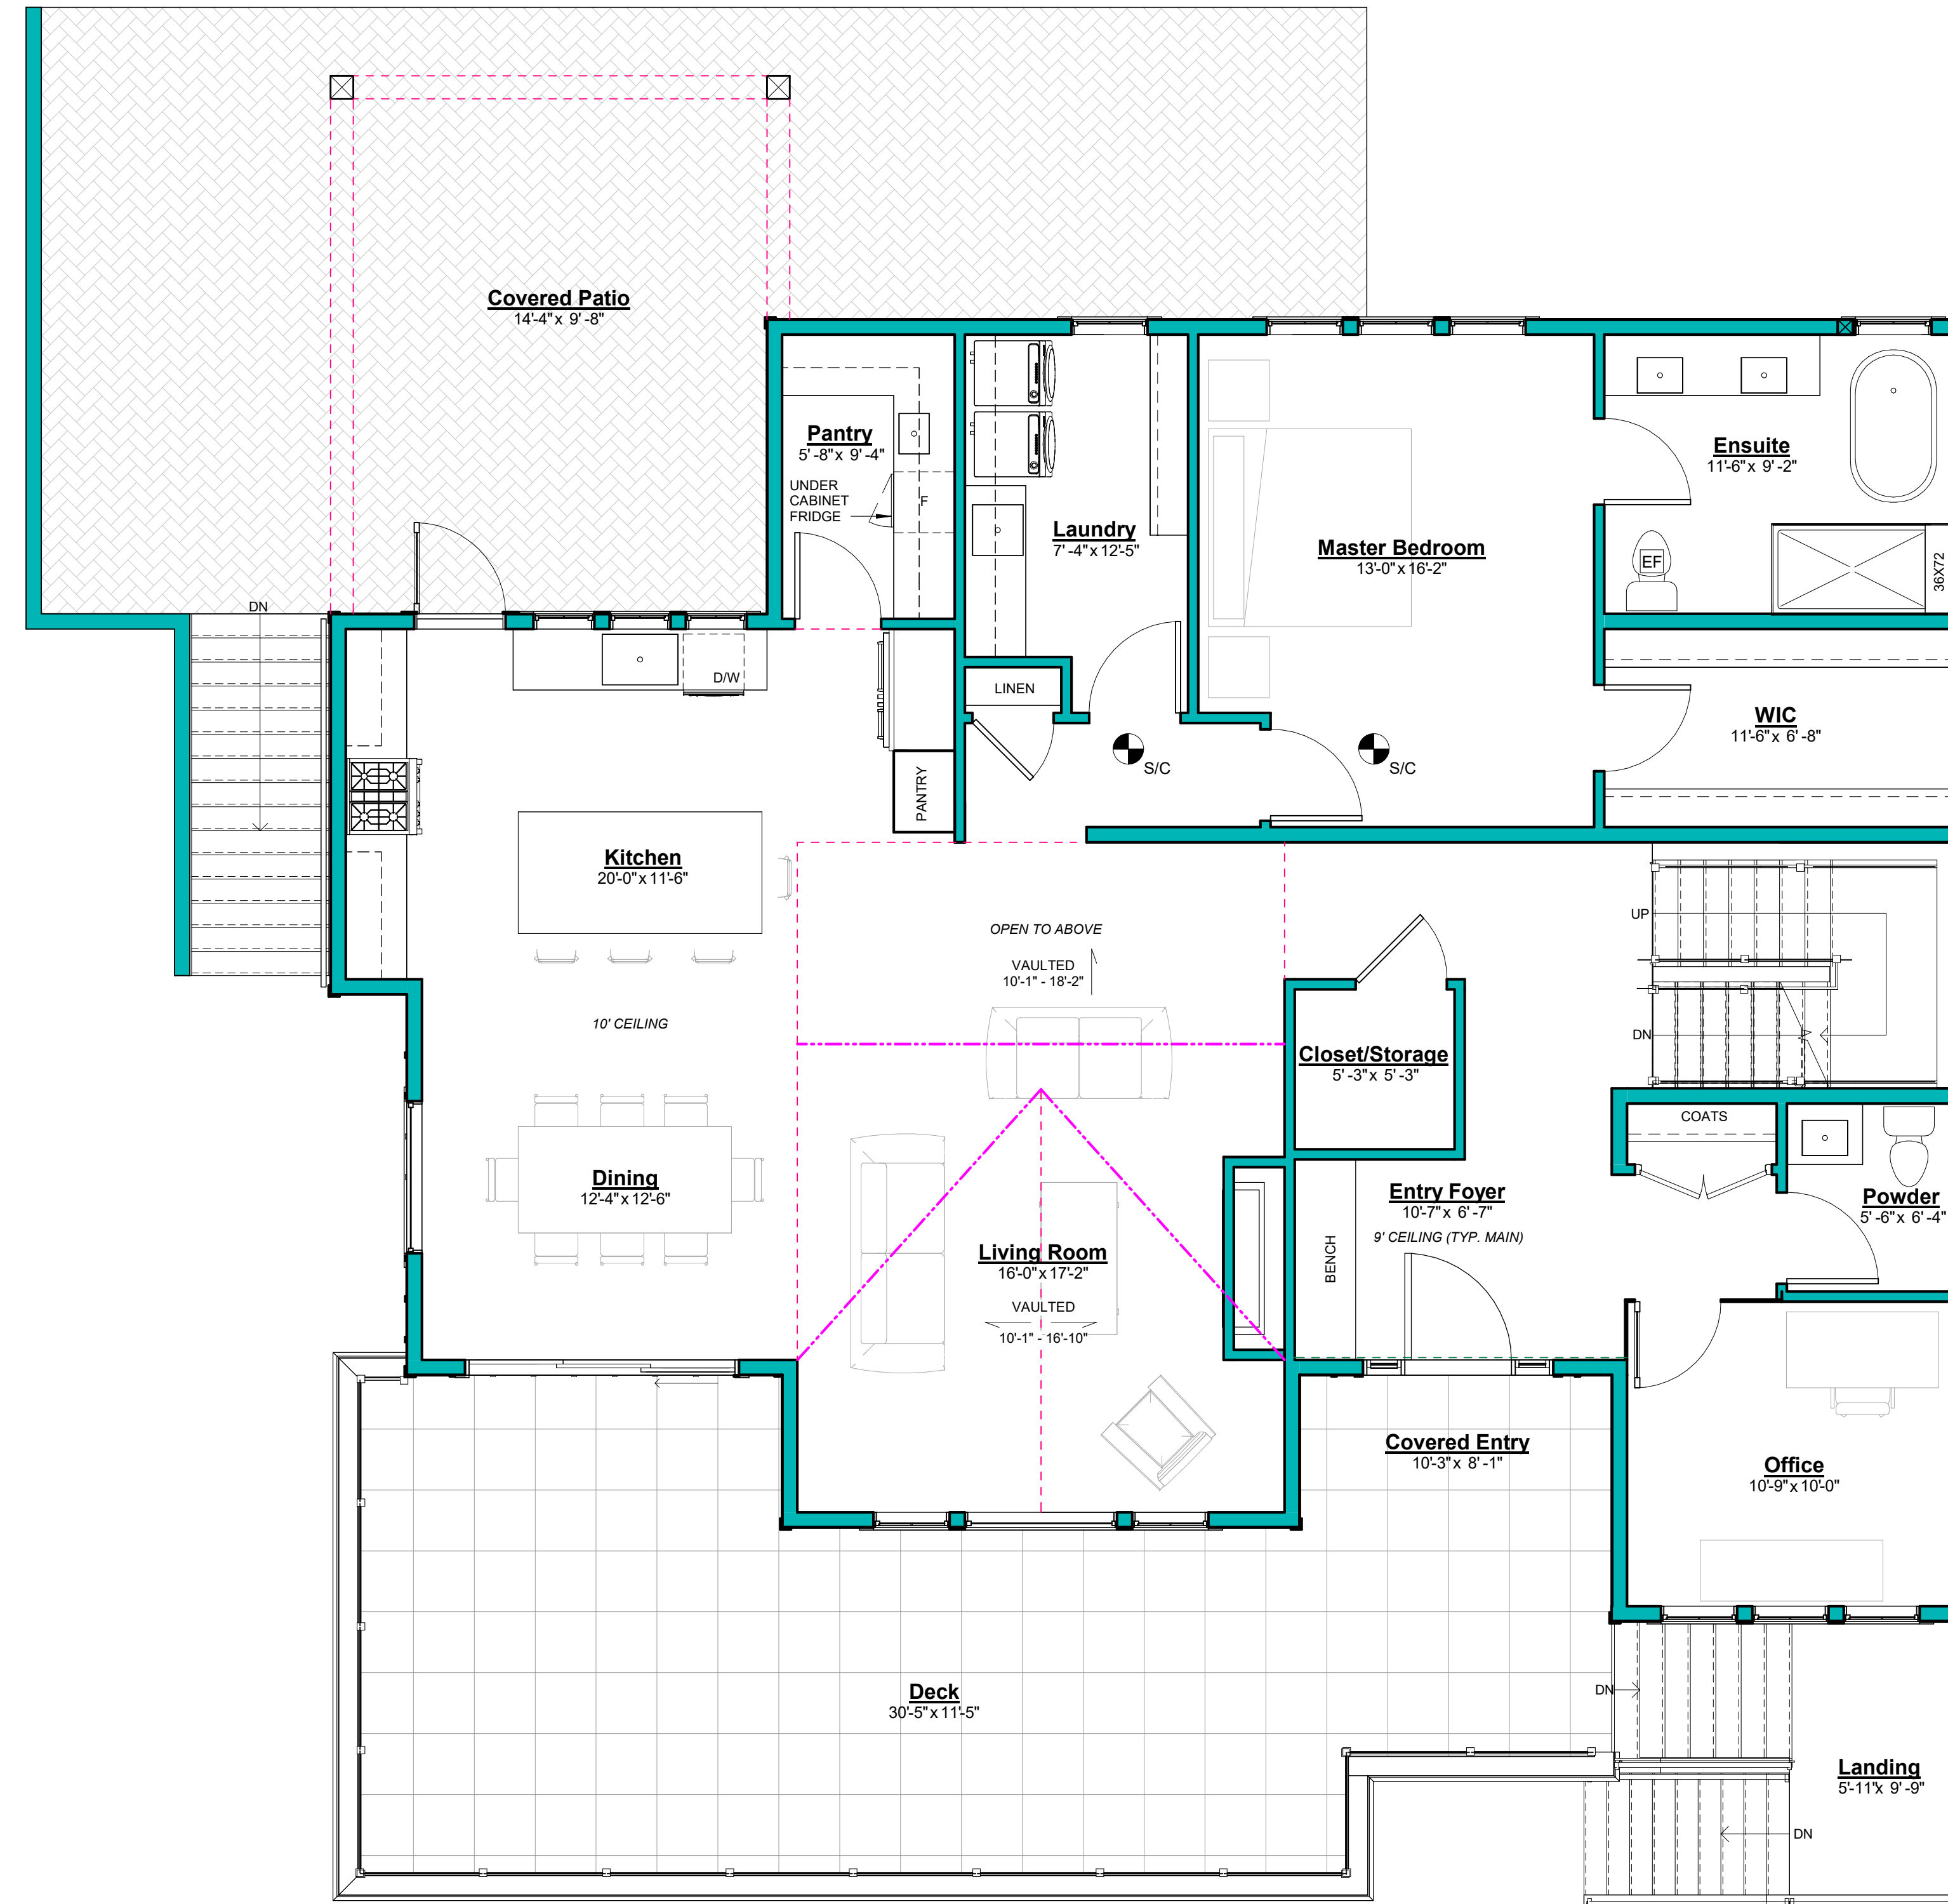 Covered Patio
14'-4" x 9'-8"
Pantry
5'-8" x 9'-4"
UNDER
CABINET
FRIDGE
F
Laundry
7'-4" x 12'-5"
Master Bedroom
13'-0" x 16'-2"
Ensuite
11'-6" x 9'-2"
EF
36X72
DN
D/W
LINEN
S/C
S/C
WIC
11'-6" x 6'-8"
PANTRY
Kitchen
20'-0" x 11'-6"
OPEN TO ABOVE
VAULTED
10'-1" - 18'-2"
UP
DN
10' CEILING
Closet/Storage
5'-3" x 5'-3"
COATS
Dining
12'-4" x 12'-6"
Entry Foyer
10'-7" x 6'-7"
9' CEILING (TYP. MAIN)
BENCH
Powder
5'-6" x 6'-4"
Living Room
16'-0" x 17'-2"
VAULTED
10'-1" - 16'-10"
Covered Entry
10'-3" x 8'-1"
Office
10'-9" x 10'-0"
Deck
30'-5" x 11'-5"
DN
Landing
5'-11" x 9'-9"
DN